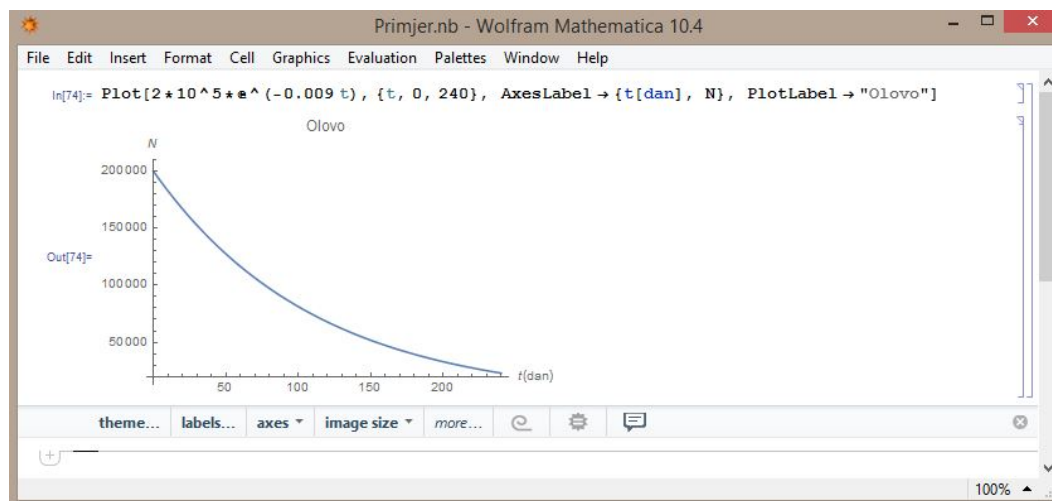 Primjer.nb - Wolfram Mathematica 10.4
File Edit Insert Format Cell Graphics Evaluation Palettes Window Help
In[74]:= Plot[2*10^5*e^(-0.009 t), {t, 0, 240}, AxesLabel → {t[dan], N}, PlotLabel → "Olovo"]
Olovo
N
200000
150000
Out[74]=
100000
50000
t(dan)
50 100 150 200
theme... labels... axes image size more...
100%